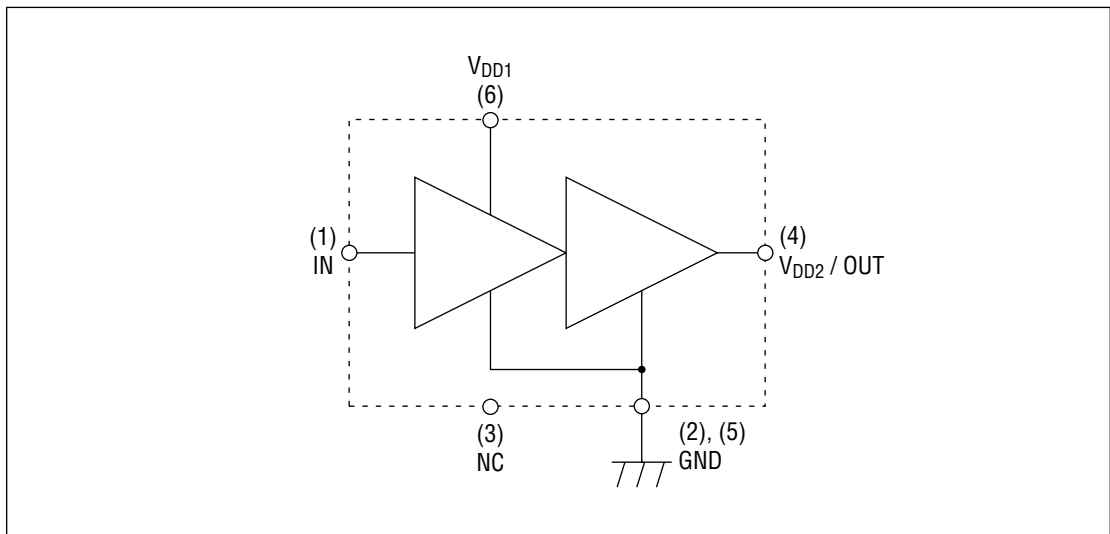 VDD1
(6)
(1)
IN
(4)
VDD2 / OUT
(3)
NC
(2), (5)
GND